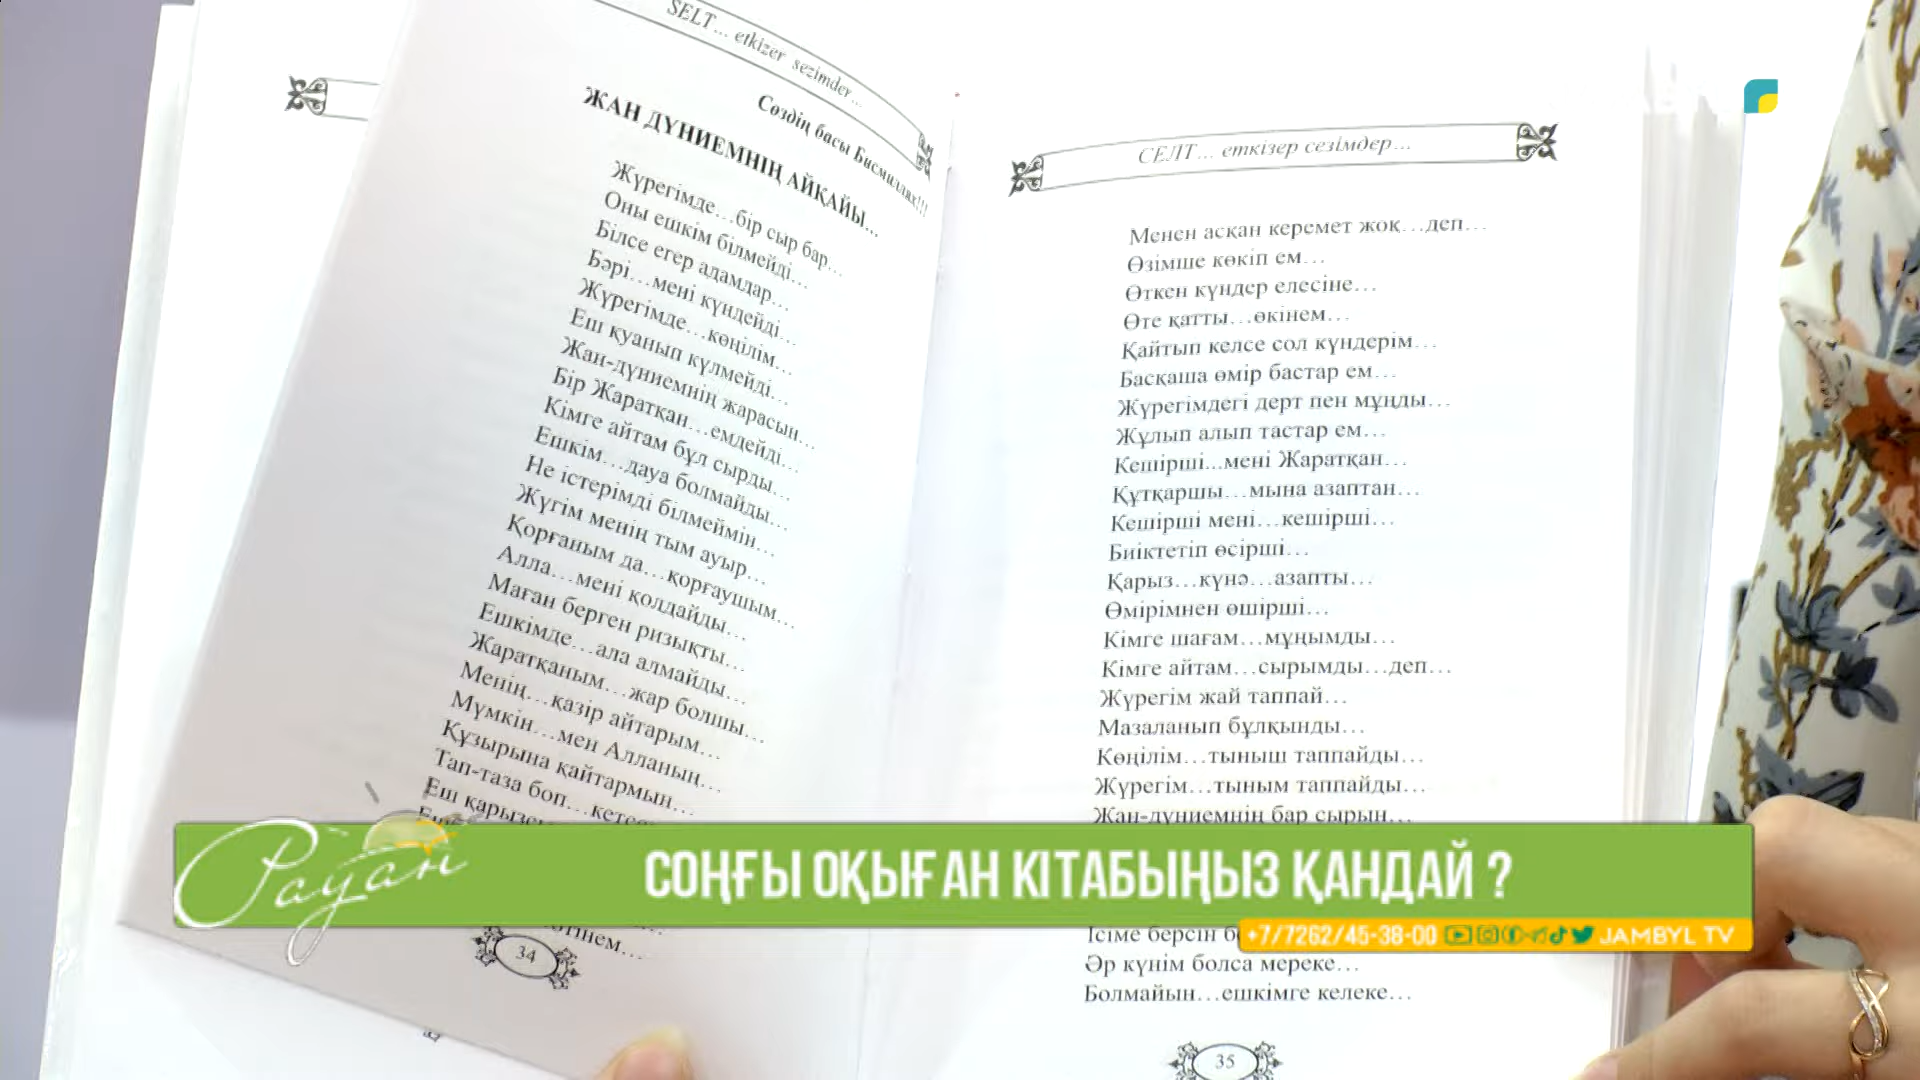 SELT... etkizer sezimder...
Сөздің басы Бисмиллах!!!
ЖАН ДҮНИЕМНІҢ АЙҚАЙЫ...
Жүрегімде...бір сыр бар...
Оны ешкім білмейді...
Білсе егер адамдар...
Бәрі...мені күндейді...
Жүрегімде...көңілім...
Еш қуанып күлмейді...
Жан-дүниемнің жарасын...
Бір Жаратқан...емдейді...
Кімге айтам бұл сырды...
Ешкім...дауа болмайды...
Не істерімді білмеймін...
Жүгім менің тым ауыр...
Қорғаным да...қорғаушым...
Алла...мені қолдайды...
Маған берген ризықты...
Ешкімде...ала алмайды...
Жаратқаным...жар болшы...
Менің...қазір айтарым...
Мүмкін...мен Алланың...
Құзырына қайтармын...
Тап-таза боп...
Еш
34
СЕЛТ... еткізер сезімдер...
Менен асқан керемет жоқ...деп...
Өзімше көкіп ем...
Өткен күндер елесіне...
Өте қатты...өкінем...
Қайтып келсе сол күндерім...
Басқаша өмір бастар ем...
Жүрегімдегі дерт пен мұңды...
Жұлып алып тастар ем...
Кешірші...мені Жаратқан...
Құтқаршы...мына азаптан...
Кешірші мені...кешірші...
Биіктетіп өсірші...
Қарыз...күнә...азапты...
Өмірімнен өшірші...
Кімге шағам...мұңымды...
Кімге айтам...сырымды...деп...
Жүрегім жай таппай...
Мазаланып бұлқынды...
Көңілім...тыныш таппайды...
Жүрегім...тыным таппайды...
Жан-дүниемнің бар сырын...
Ісіме берсін
Әр күнім болса мереке...
Болмайын...ешкімге келеке...
35
Рауан
СОҢҒЫ ОҚЫҒАН КІТАБЫҢЫЗ ҚАНДАЙ ?
+7/7262/45-38-00 JAMBYL TV